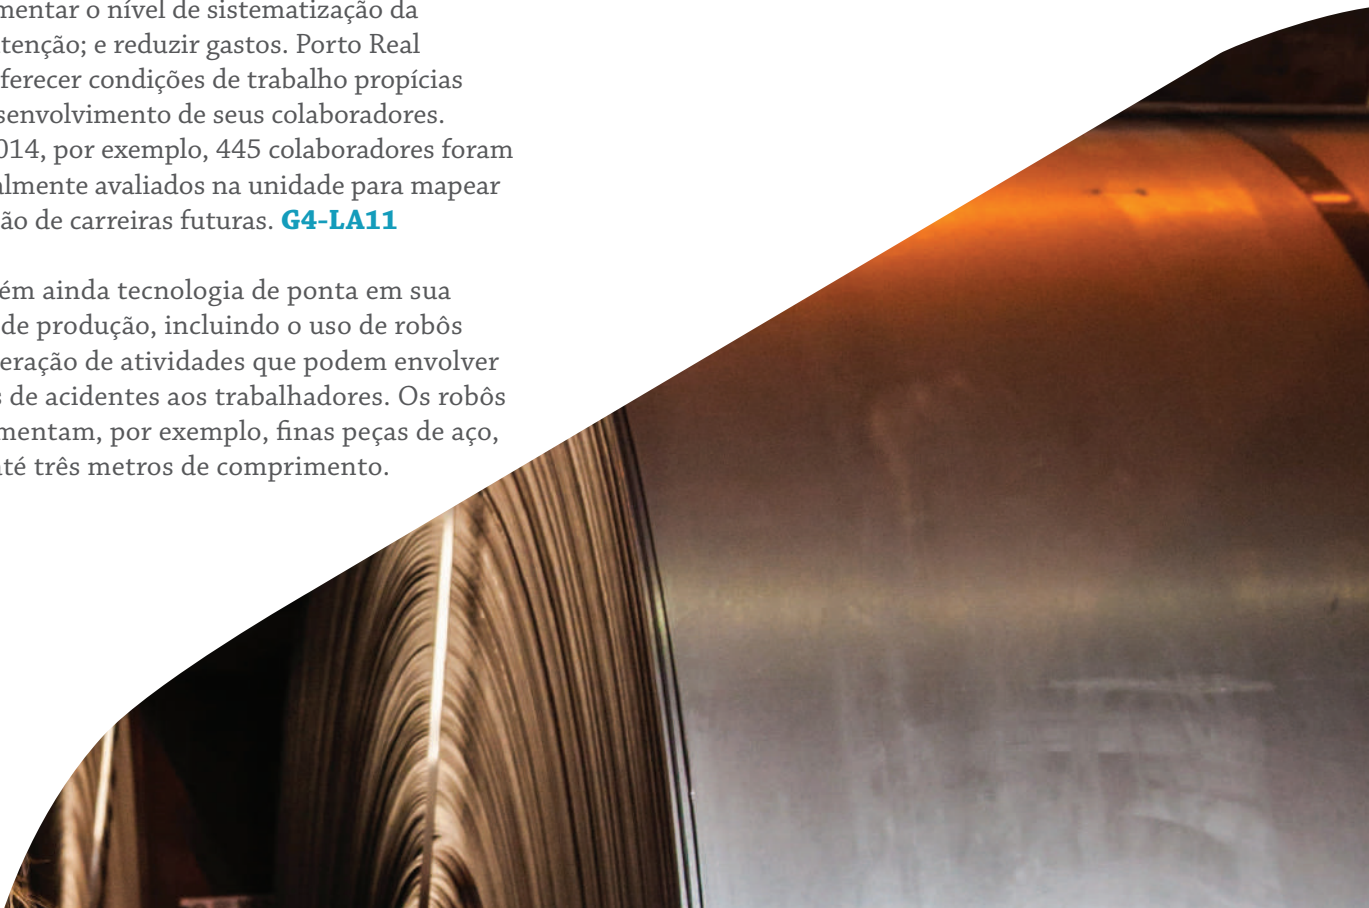 mentar o nível de sistematização da
tenção; e reduzir gastos. Porto Real
ferecer condições de trabalho propícias
senvolvimento de seus colaboradores.
014, por exemplo, 445 colaboradores foram
almente avaliados na unidade para mapear
ão de carreiras futuras. G4-LA11
ém ainda tecnologia de ponta em sua
de produção, incluindo o uso de robôs
eração de atividades que podem envolver
s de acidentes aos trabalhadores. Os robôs
mentam, por exemplo, finas peças de aço,
até três metros de comprimento.